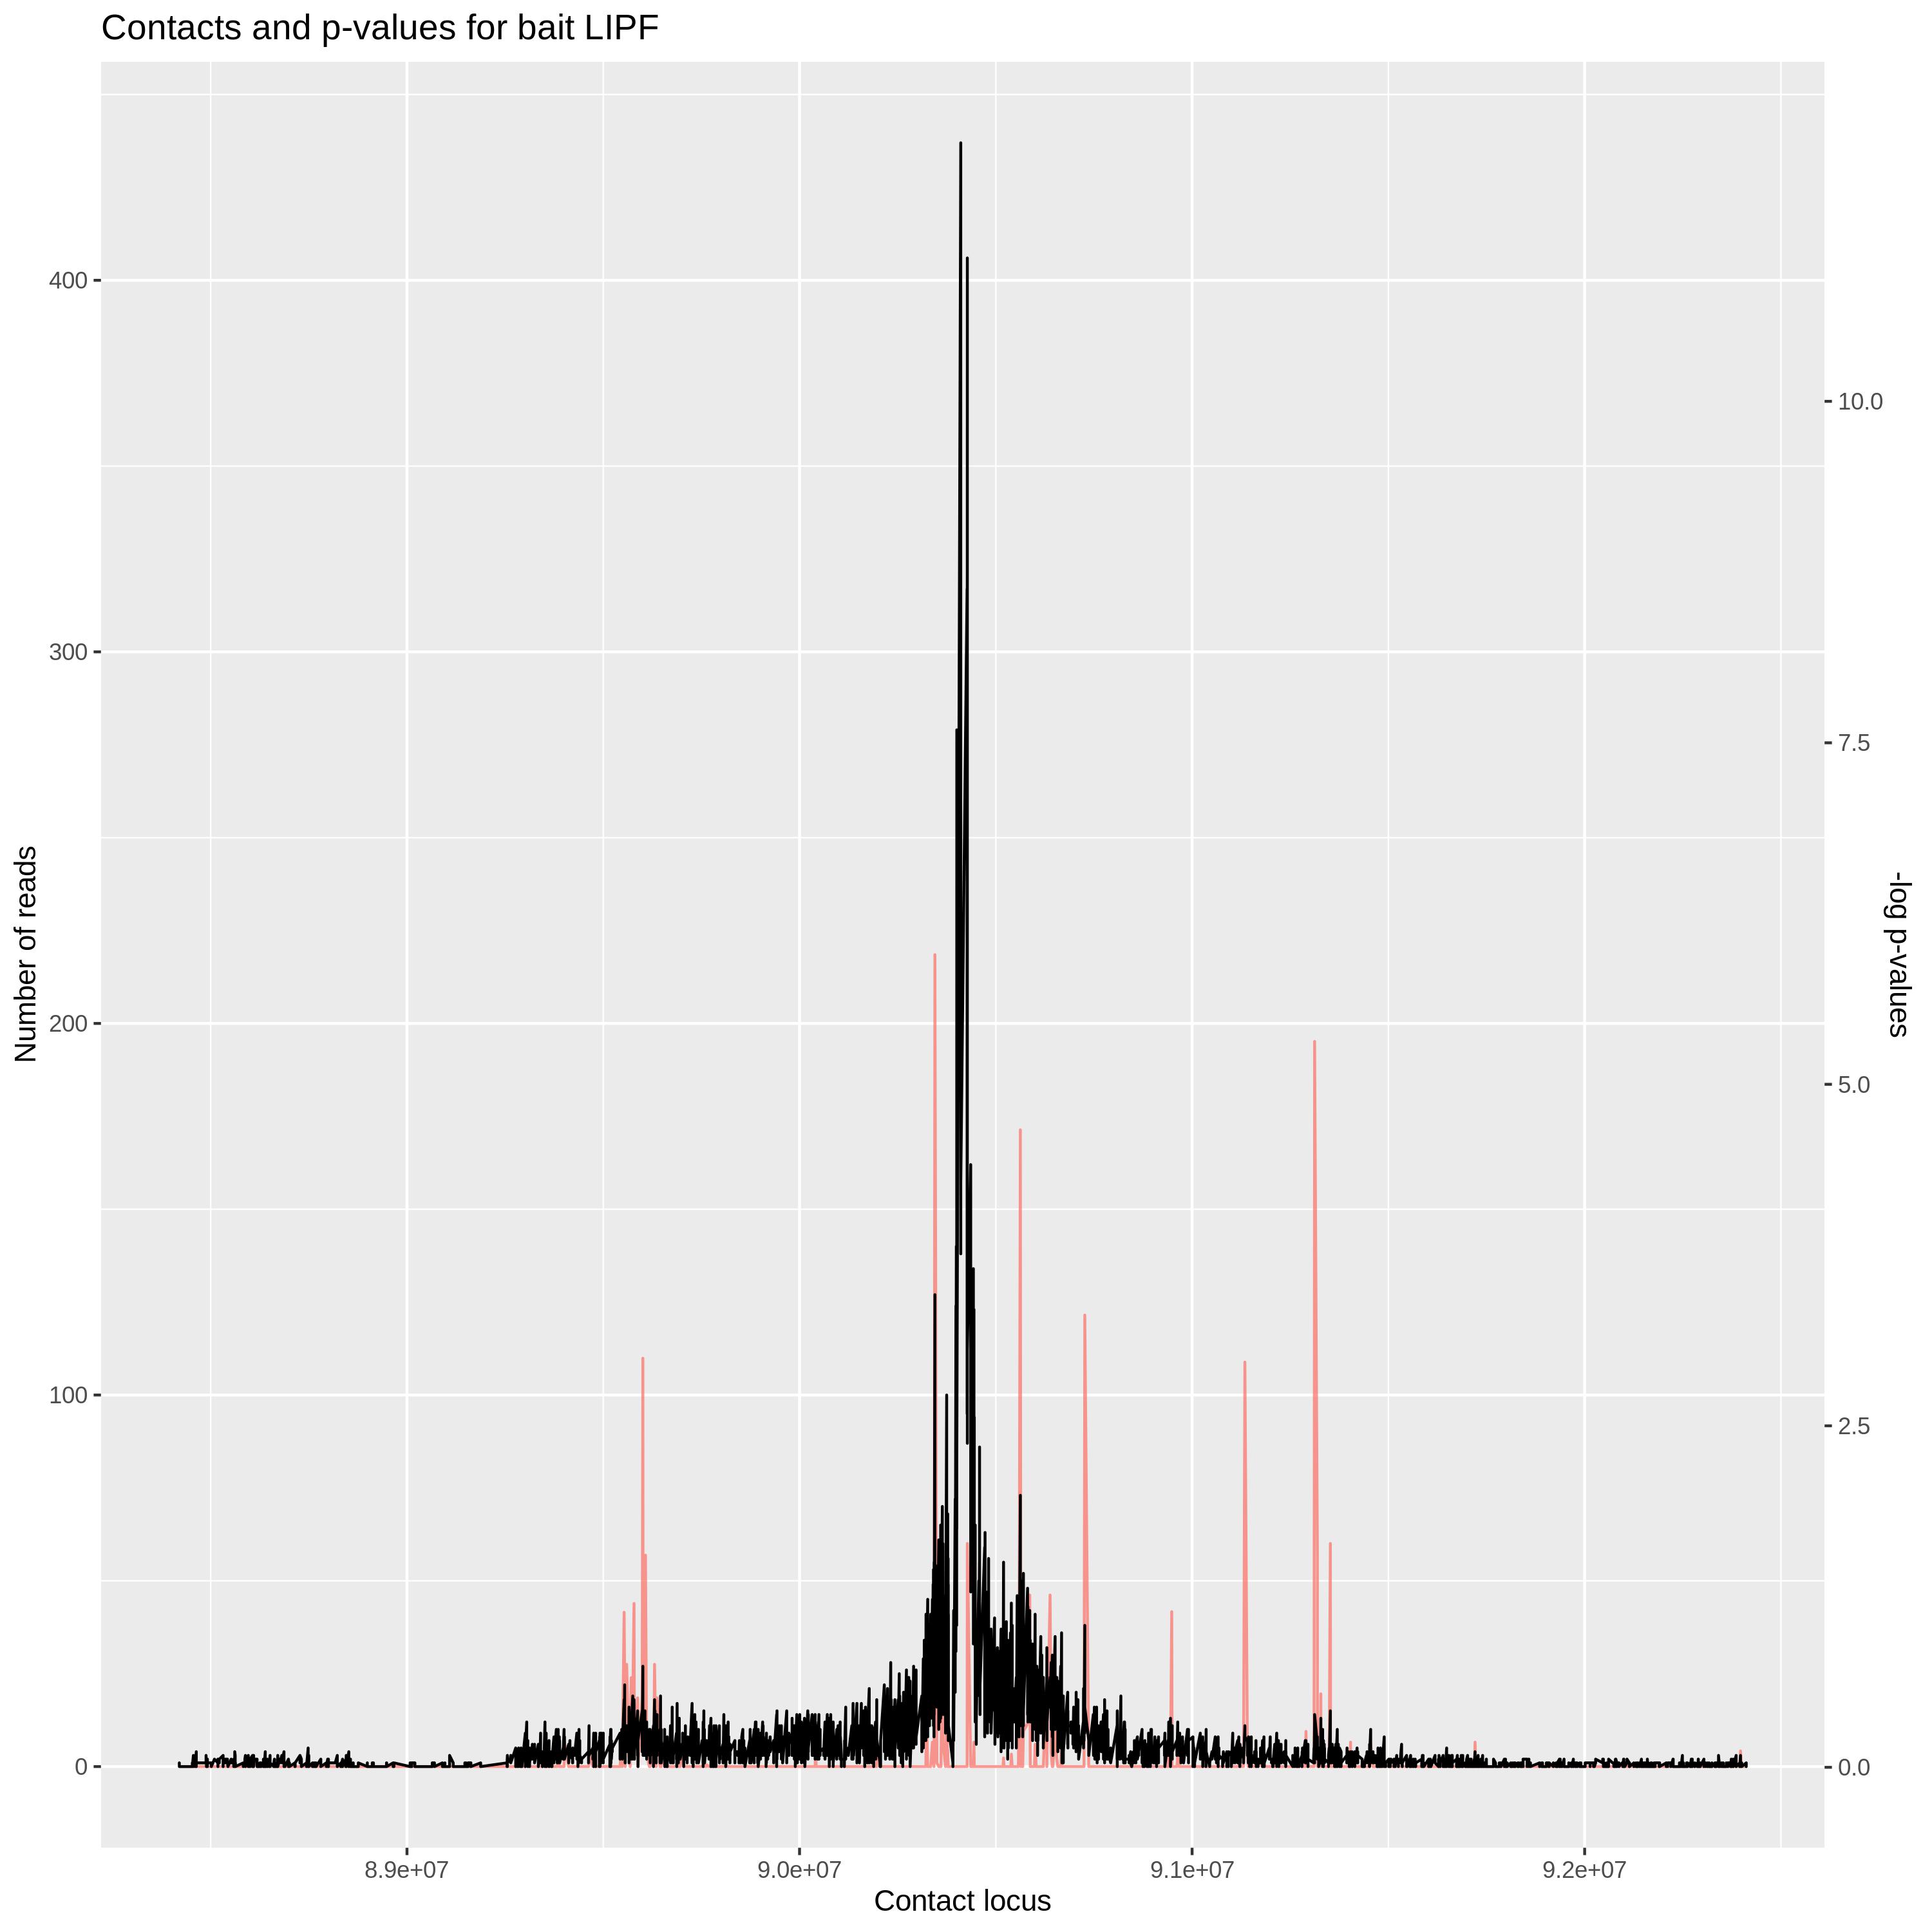 Contacts and p-values for bait LIPF
400
300
200
100
0
Number of reads
10.0
7.5
5.0
2.5
0.0
-log p-values
8.9e+07
9.0e+07
9.1e+07
9.2e+07
Contact locus